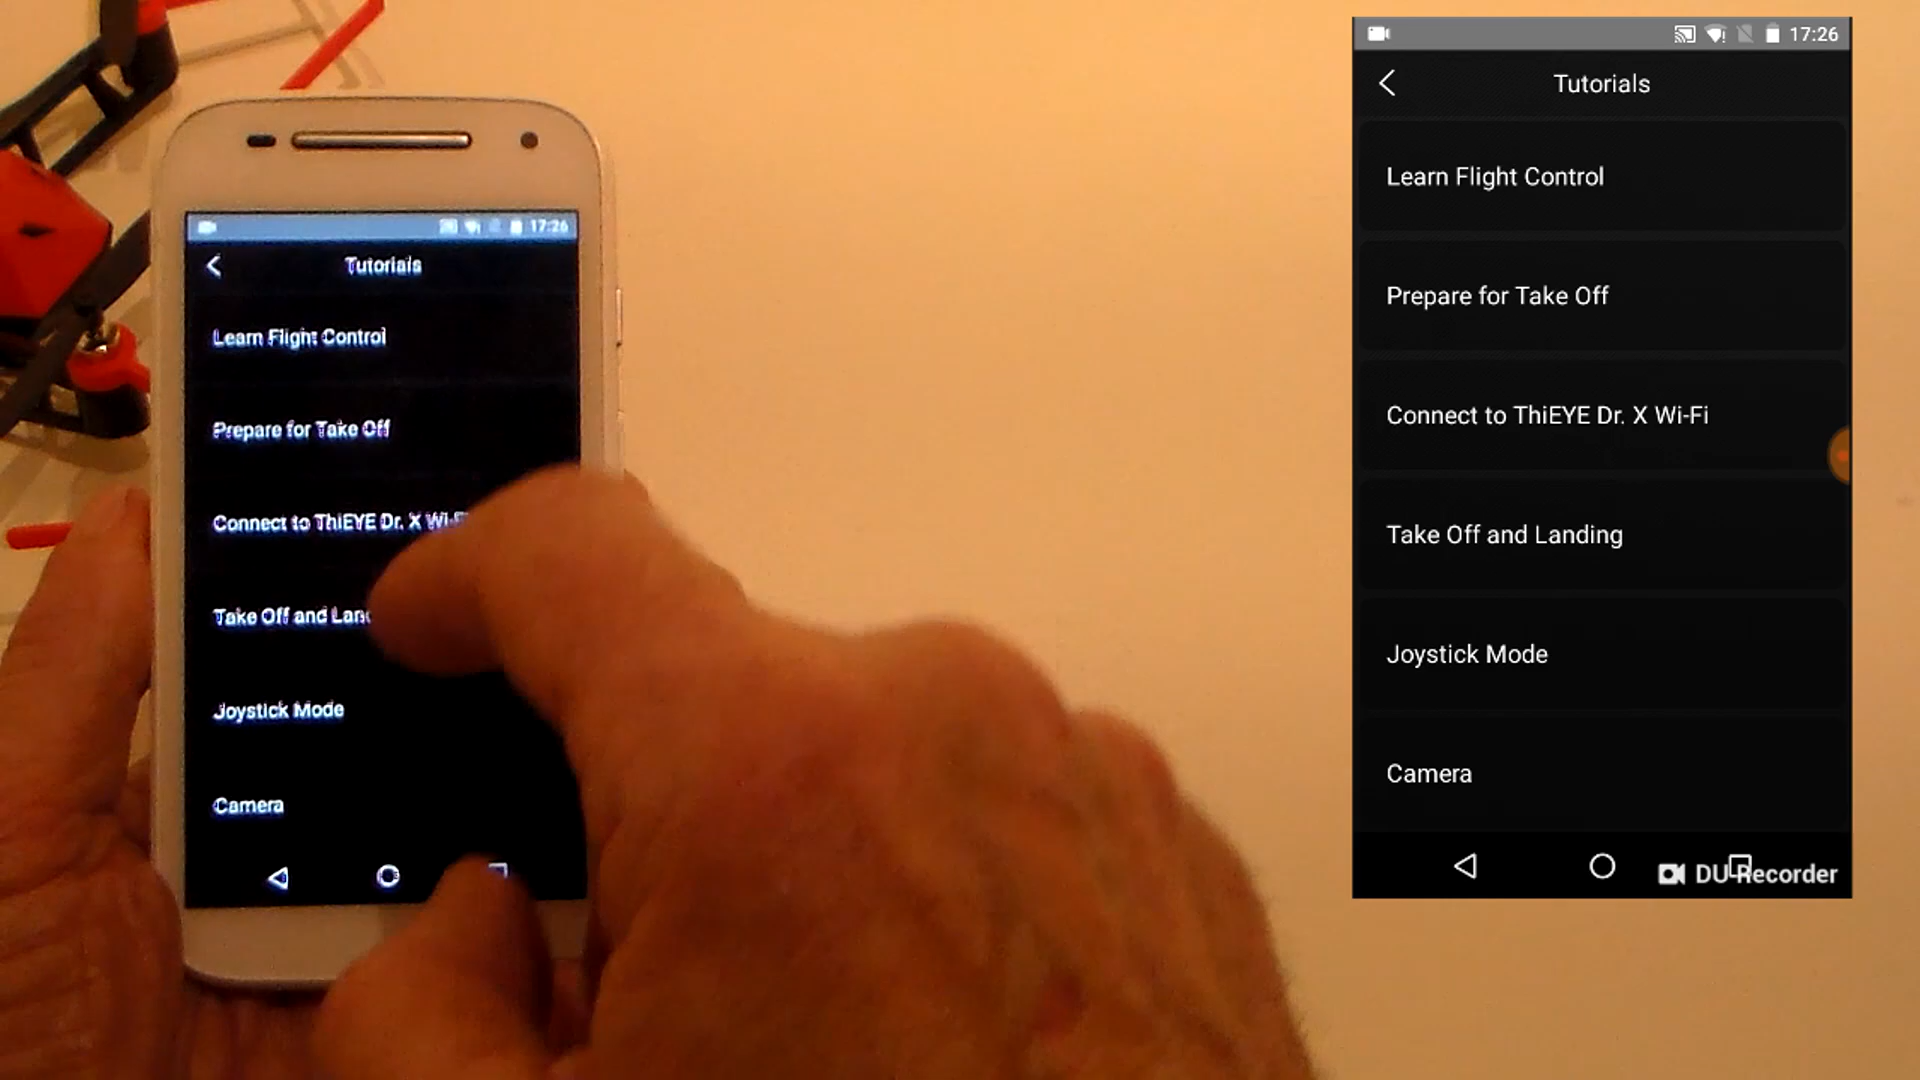 17:26
Tutorials
Learn Flight Control
Prepare for Take Off
Connect to ThiEYE Dr. X
Take Off and
Joystick Mode
Camera
17:26
Tutorials
Learn Flight Control
Prepare for Take Off
Connect to ThiEYE Dr. X Wi-Fi
Take Off and Landing
Joystick Mode
Camera
DU Recorder